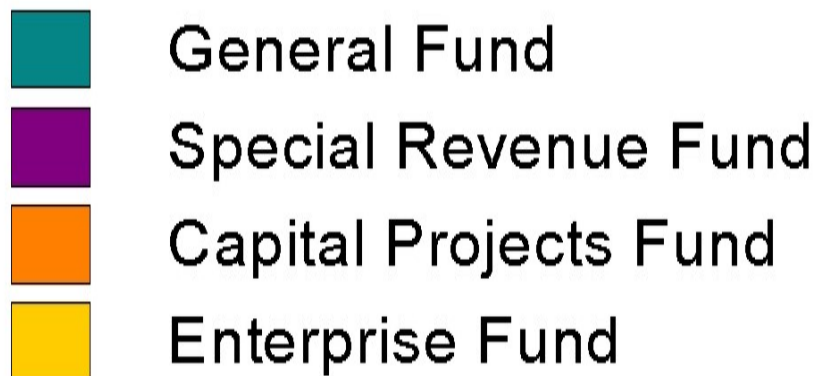 General Fund
Special Revenue Fund
Capital Projects Fund
Enterprise Fund